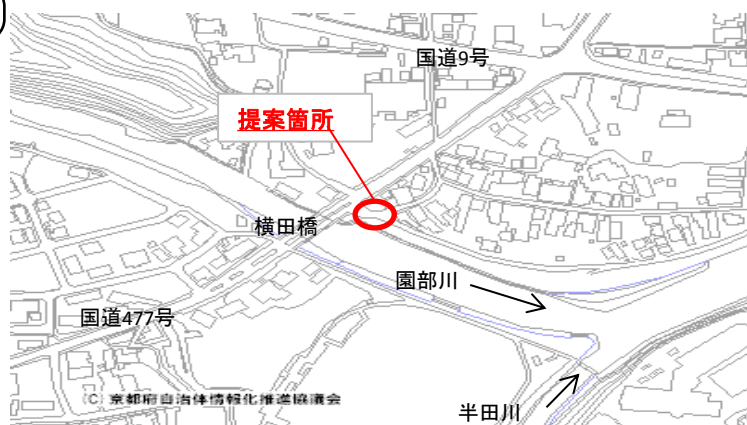 国道9号
提案箇所
横田橋
園部川
国道477号
(C) 京都府自治体情報化推進協議会
半田川